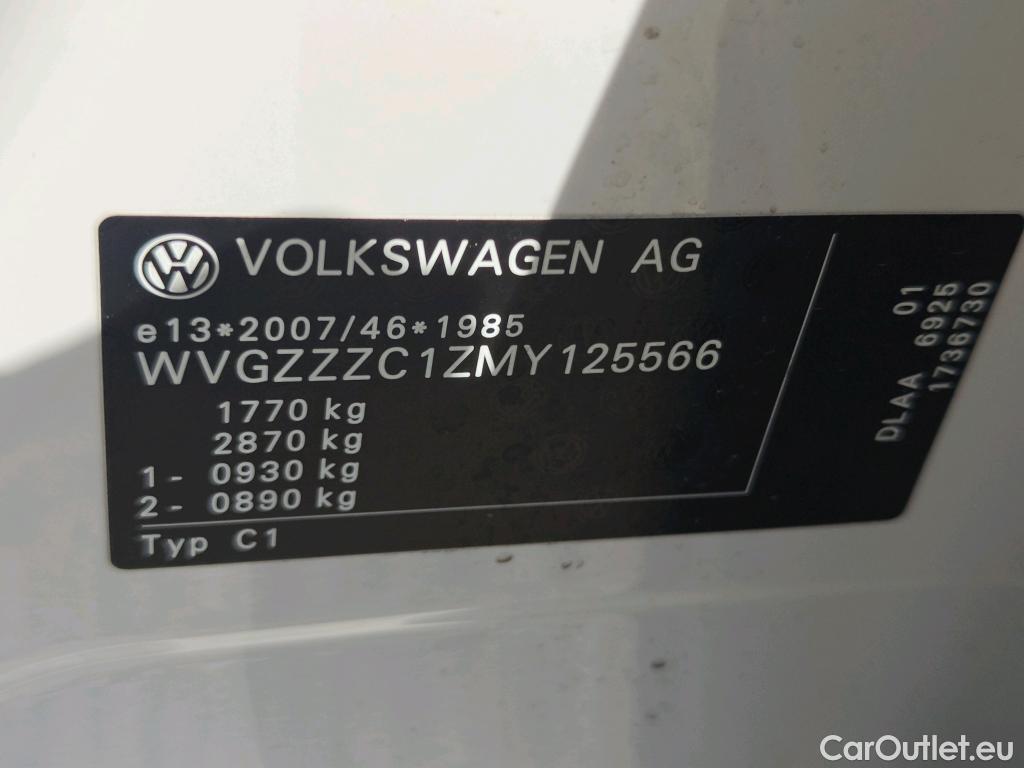 VOLKSWAGEN AG
e13*2007/46*1985
WVGZZZC1ZMY125566
1770 kg
2870 kg
1- 0930 kg
2- 0890 kg
Typ C1
01
DLAA 6925
1736730
CarOutlet.eu